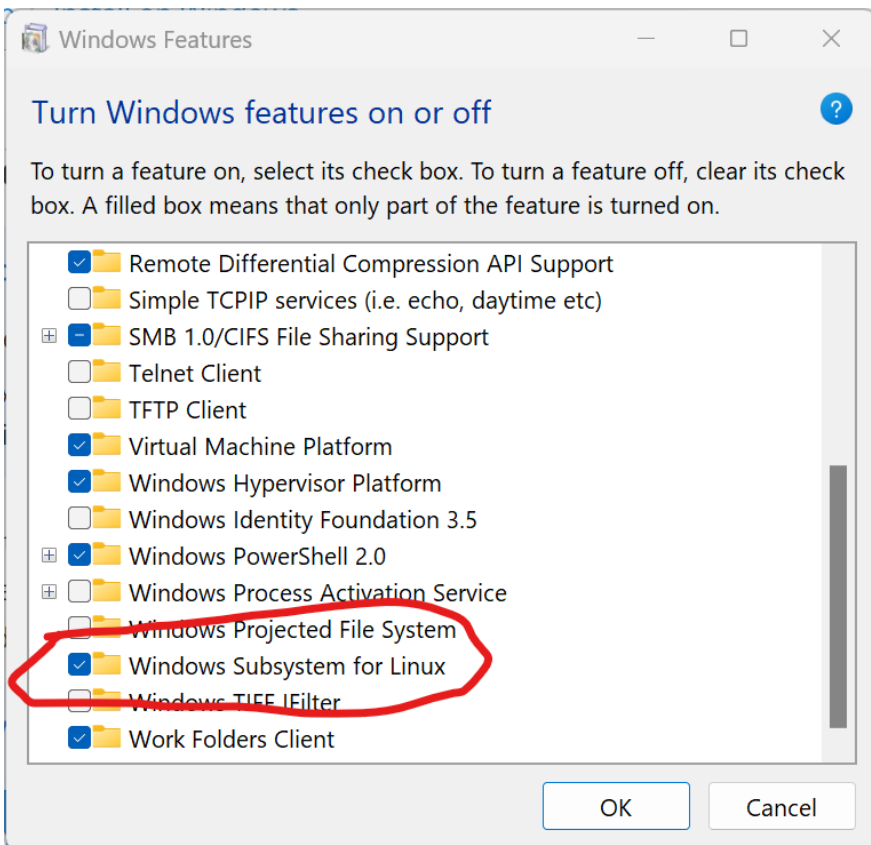 Windows Features
Turn Windows features on or off
?
To turn a feature on, select its check box. To turn a feature off, clear its check
box. A filled box means that only part of the feature is turned on.
Remote Differential Compression API Support
Simple TCPIP services (i.e. echo, daytime etc)
SMB 1.0/CIFS File Sharing Support
Telnet Client
TFTP Client
Virtual Machine Platform
Windows Hypervisor Platform
Windows Identity Foundation 3.5
Windows PowerShell 2.0
Windows Process Activation Service
Windows Projected File System
Windows Subsystem for Linux
Windows TIFF IFilter
Work Folders Client
OK
Cancel